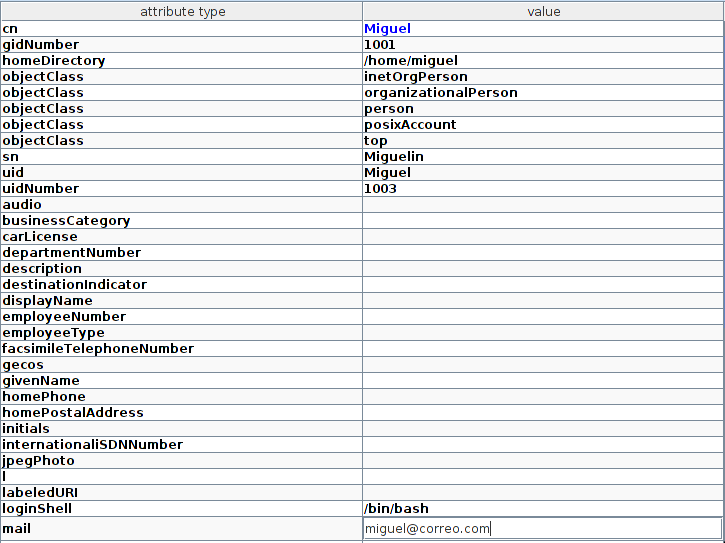 attribute type value
cn Miguel
gidNumber 1001
homeDirectory /home/miguel
objectClass inetOrgPerson
objectClass organizationalPerson
objectClass person
objectClass posixAccount
objectClass top
sn Miguelin
uid Miguel
uidNumber 1003
audio
businessCategory
carLicense
departmentNumber
description
destinationIndicator
displayName
employeeNumber
employeeType
facsimileTelephoneNumber
gecos
givenName
homePhone
homePostalAddress
initials
internationaliSDNNumber
jpegPhoto
l
labeledURI
loginShell /bin/bash
mail miguel@correo.com